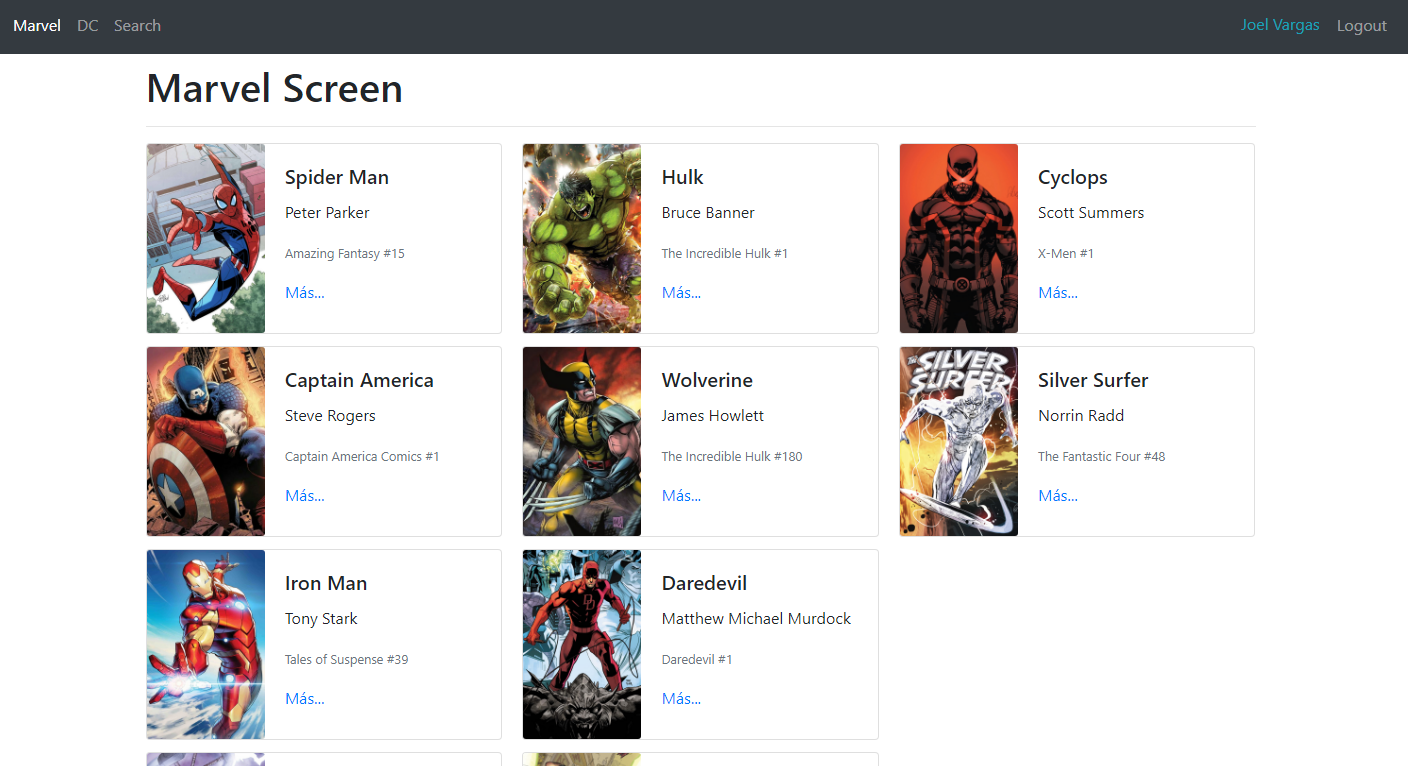 Marvel DC Search Joel Vargas Logout
Marvel Screen
Spider Man
Peter Parker
Amazing Fantasy #15
Más...
Hulk
Bruce Banner
The Incredible Hulk #1
Más...
Cyclops
Scott Summers
X-Men #1
Más...
Captain America
Steve Rogers
Captain America Comics #1
Más...
Wolverine
James Howlett
The Incredible Hulk #180
Más...
THE SILVER
SURFER
Silver Surfer
Norrin Radd
The Fantastic Four #48
Más...
Iron Man
Tony Stark
Tales of Suspense #39
Más...
DD
Daredevil
Matthew Michael Murdock
Daredevil #1
Más...